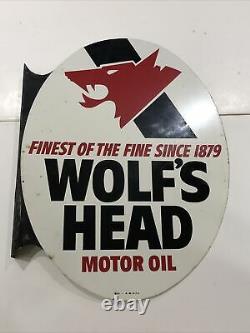 FINEST OF THE FINE SINCE 1879
WOLF'S
HEAD
MOTOR OIL